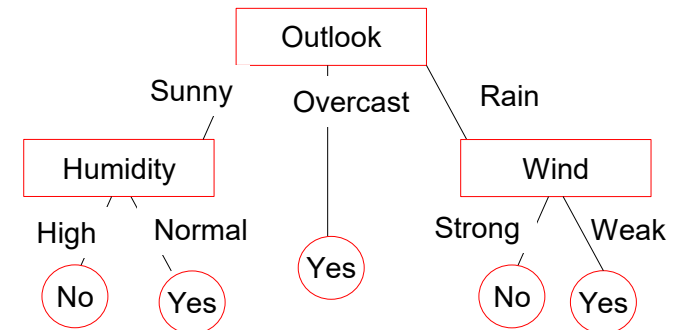 Outlook
Sunny
Overcast
Rain
Humidity
Wind
High
Normal
Strong
Weak
No
Yes
Yes
No
Yes